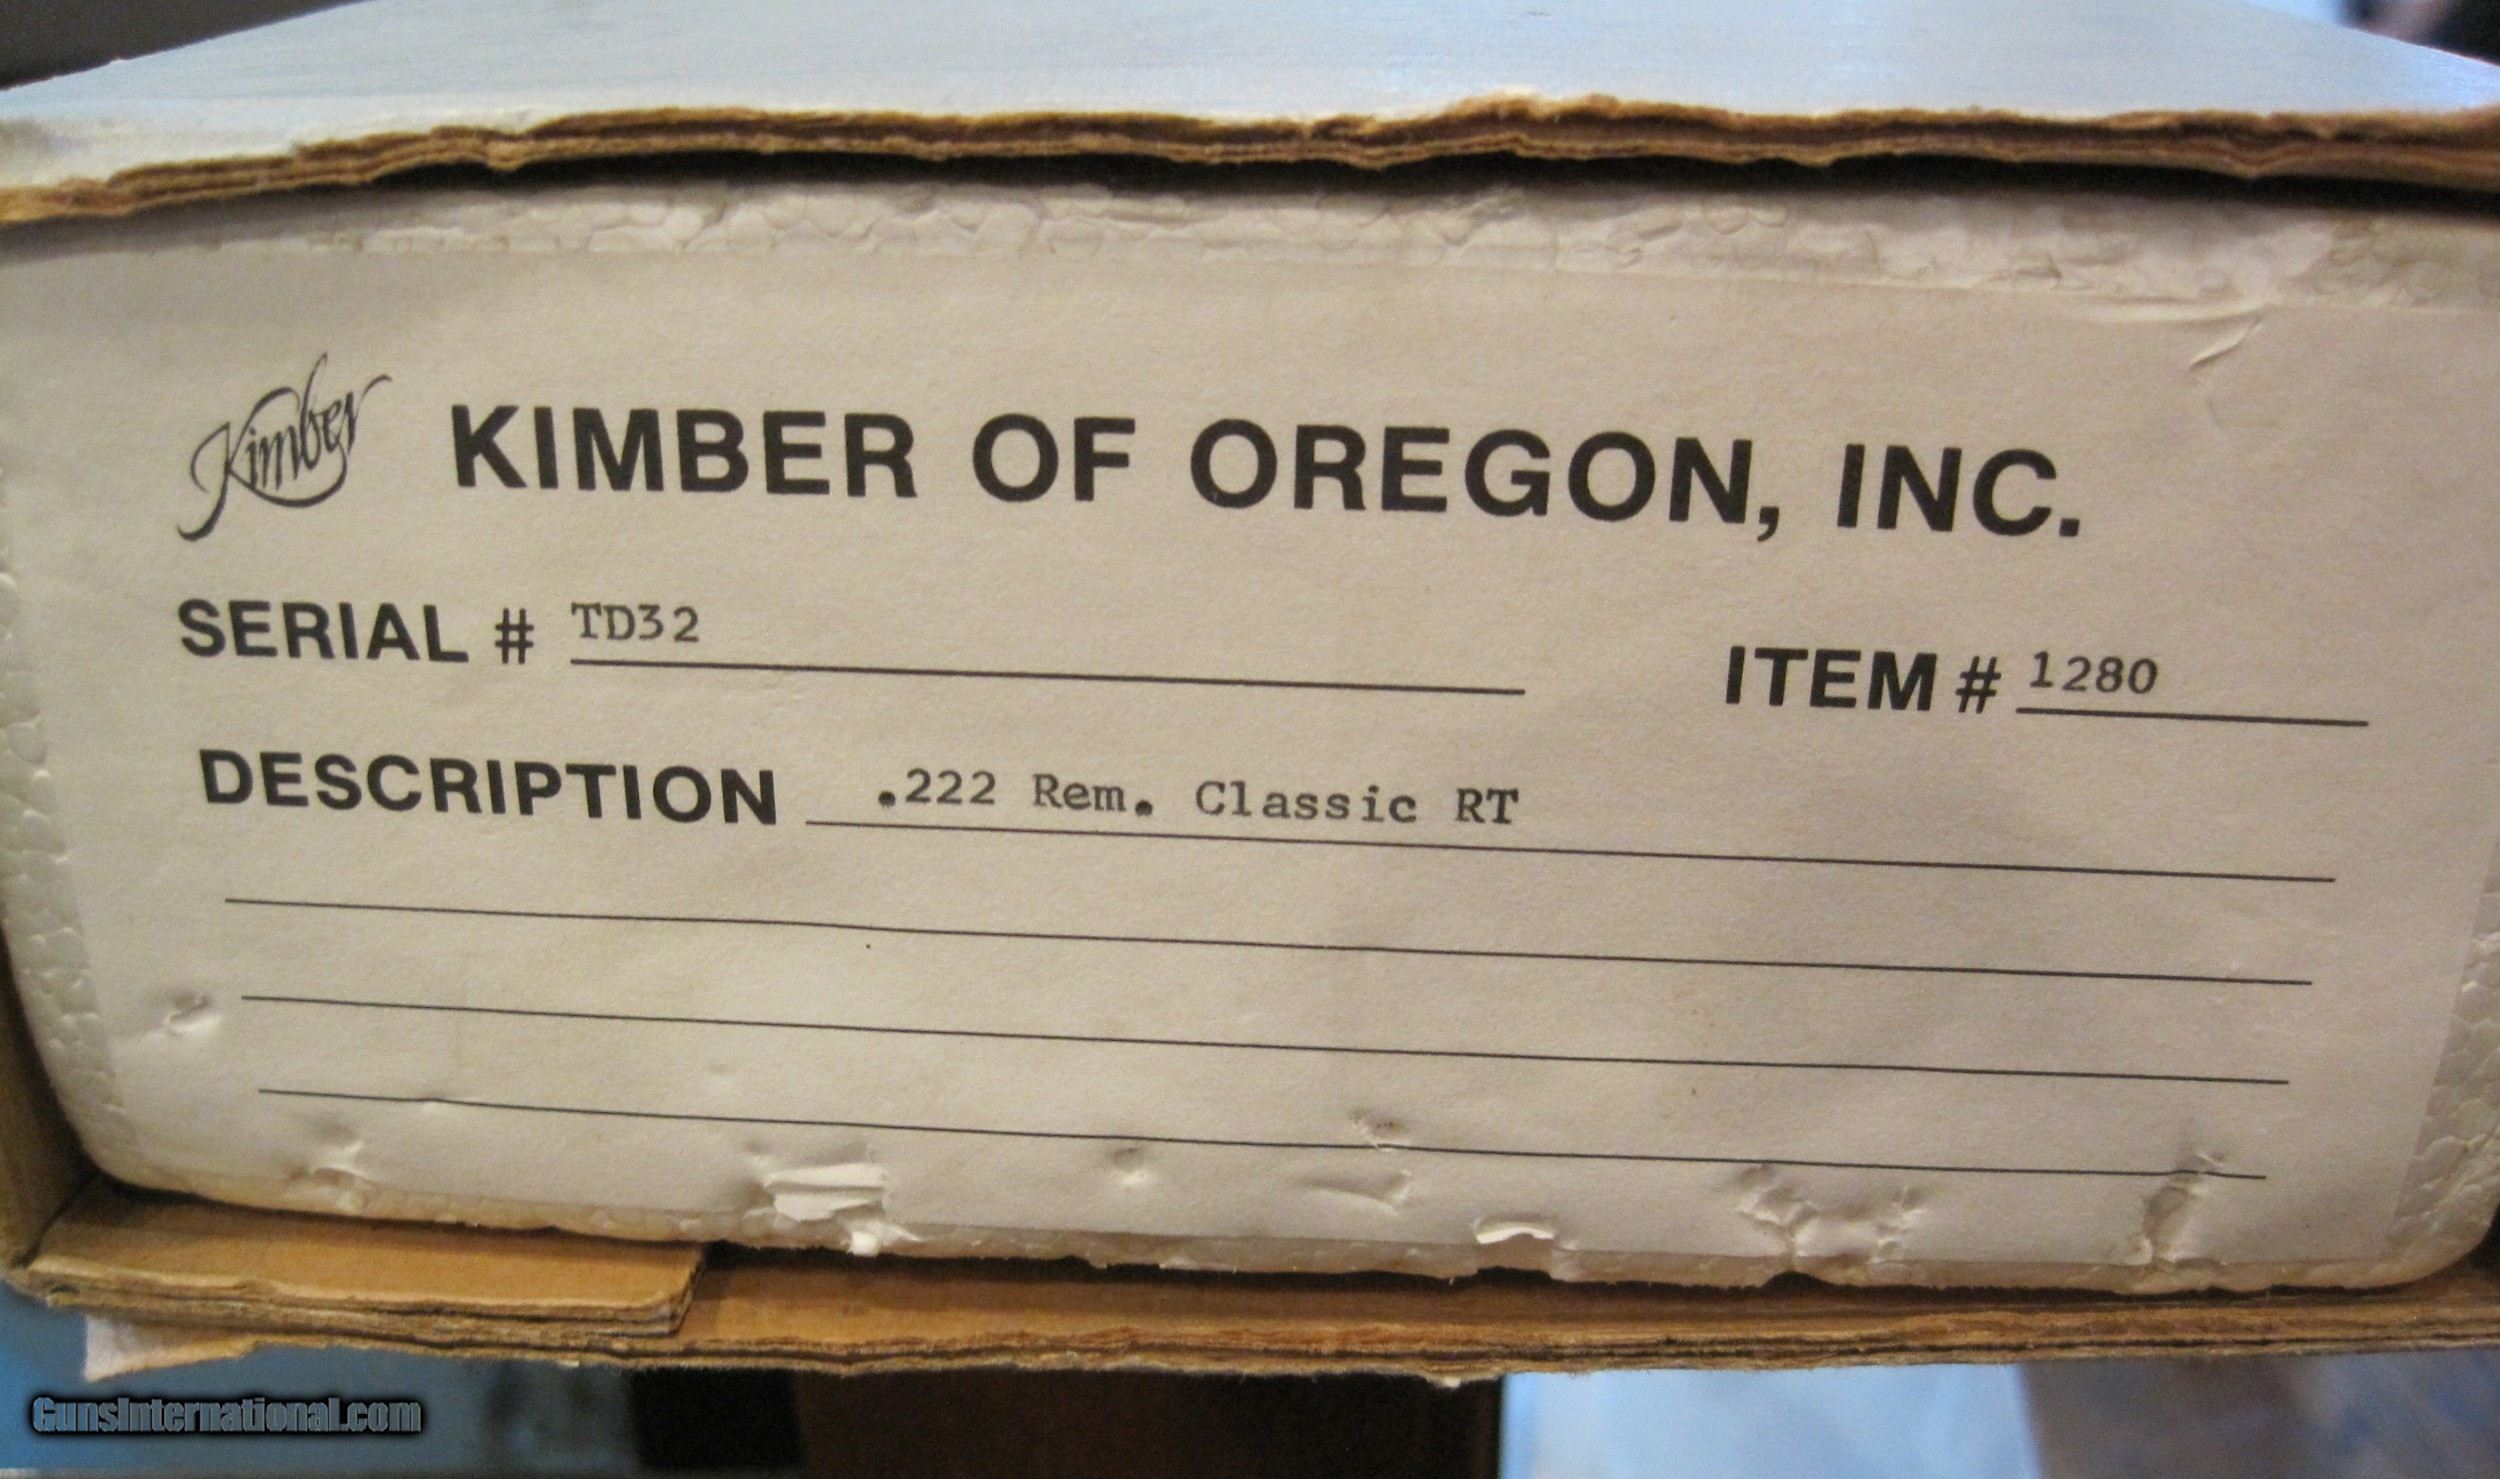 Kimber KIMBER OF OREGON, INC.
SERIAL # TD32 ITEM # 1280
DESCRIPTION .222 Rem. Classic RT
GunsInternational.com